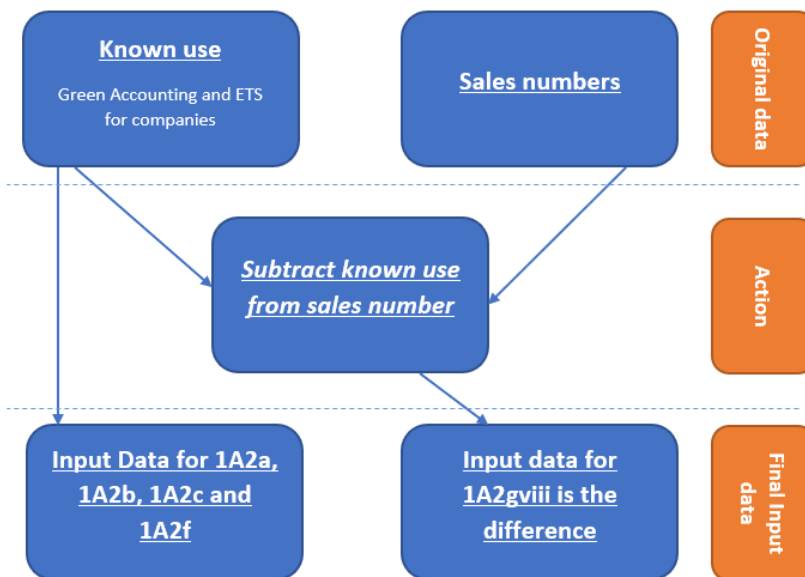 Known use
Green Accounting and ETS
for companies
Sales numbers
Original data
Subtract known use
from sales number
Action
Input Data for 1A2a,
1A2b, 1A2c and
1A2f
Input data for
1A2gviii is the
difference
Final Input
data